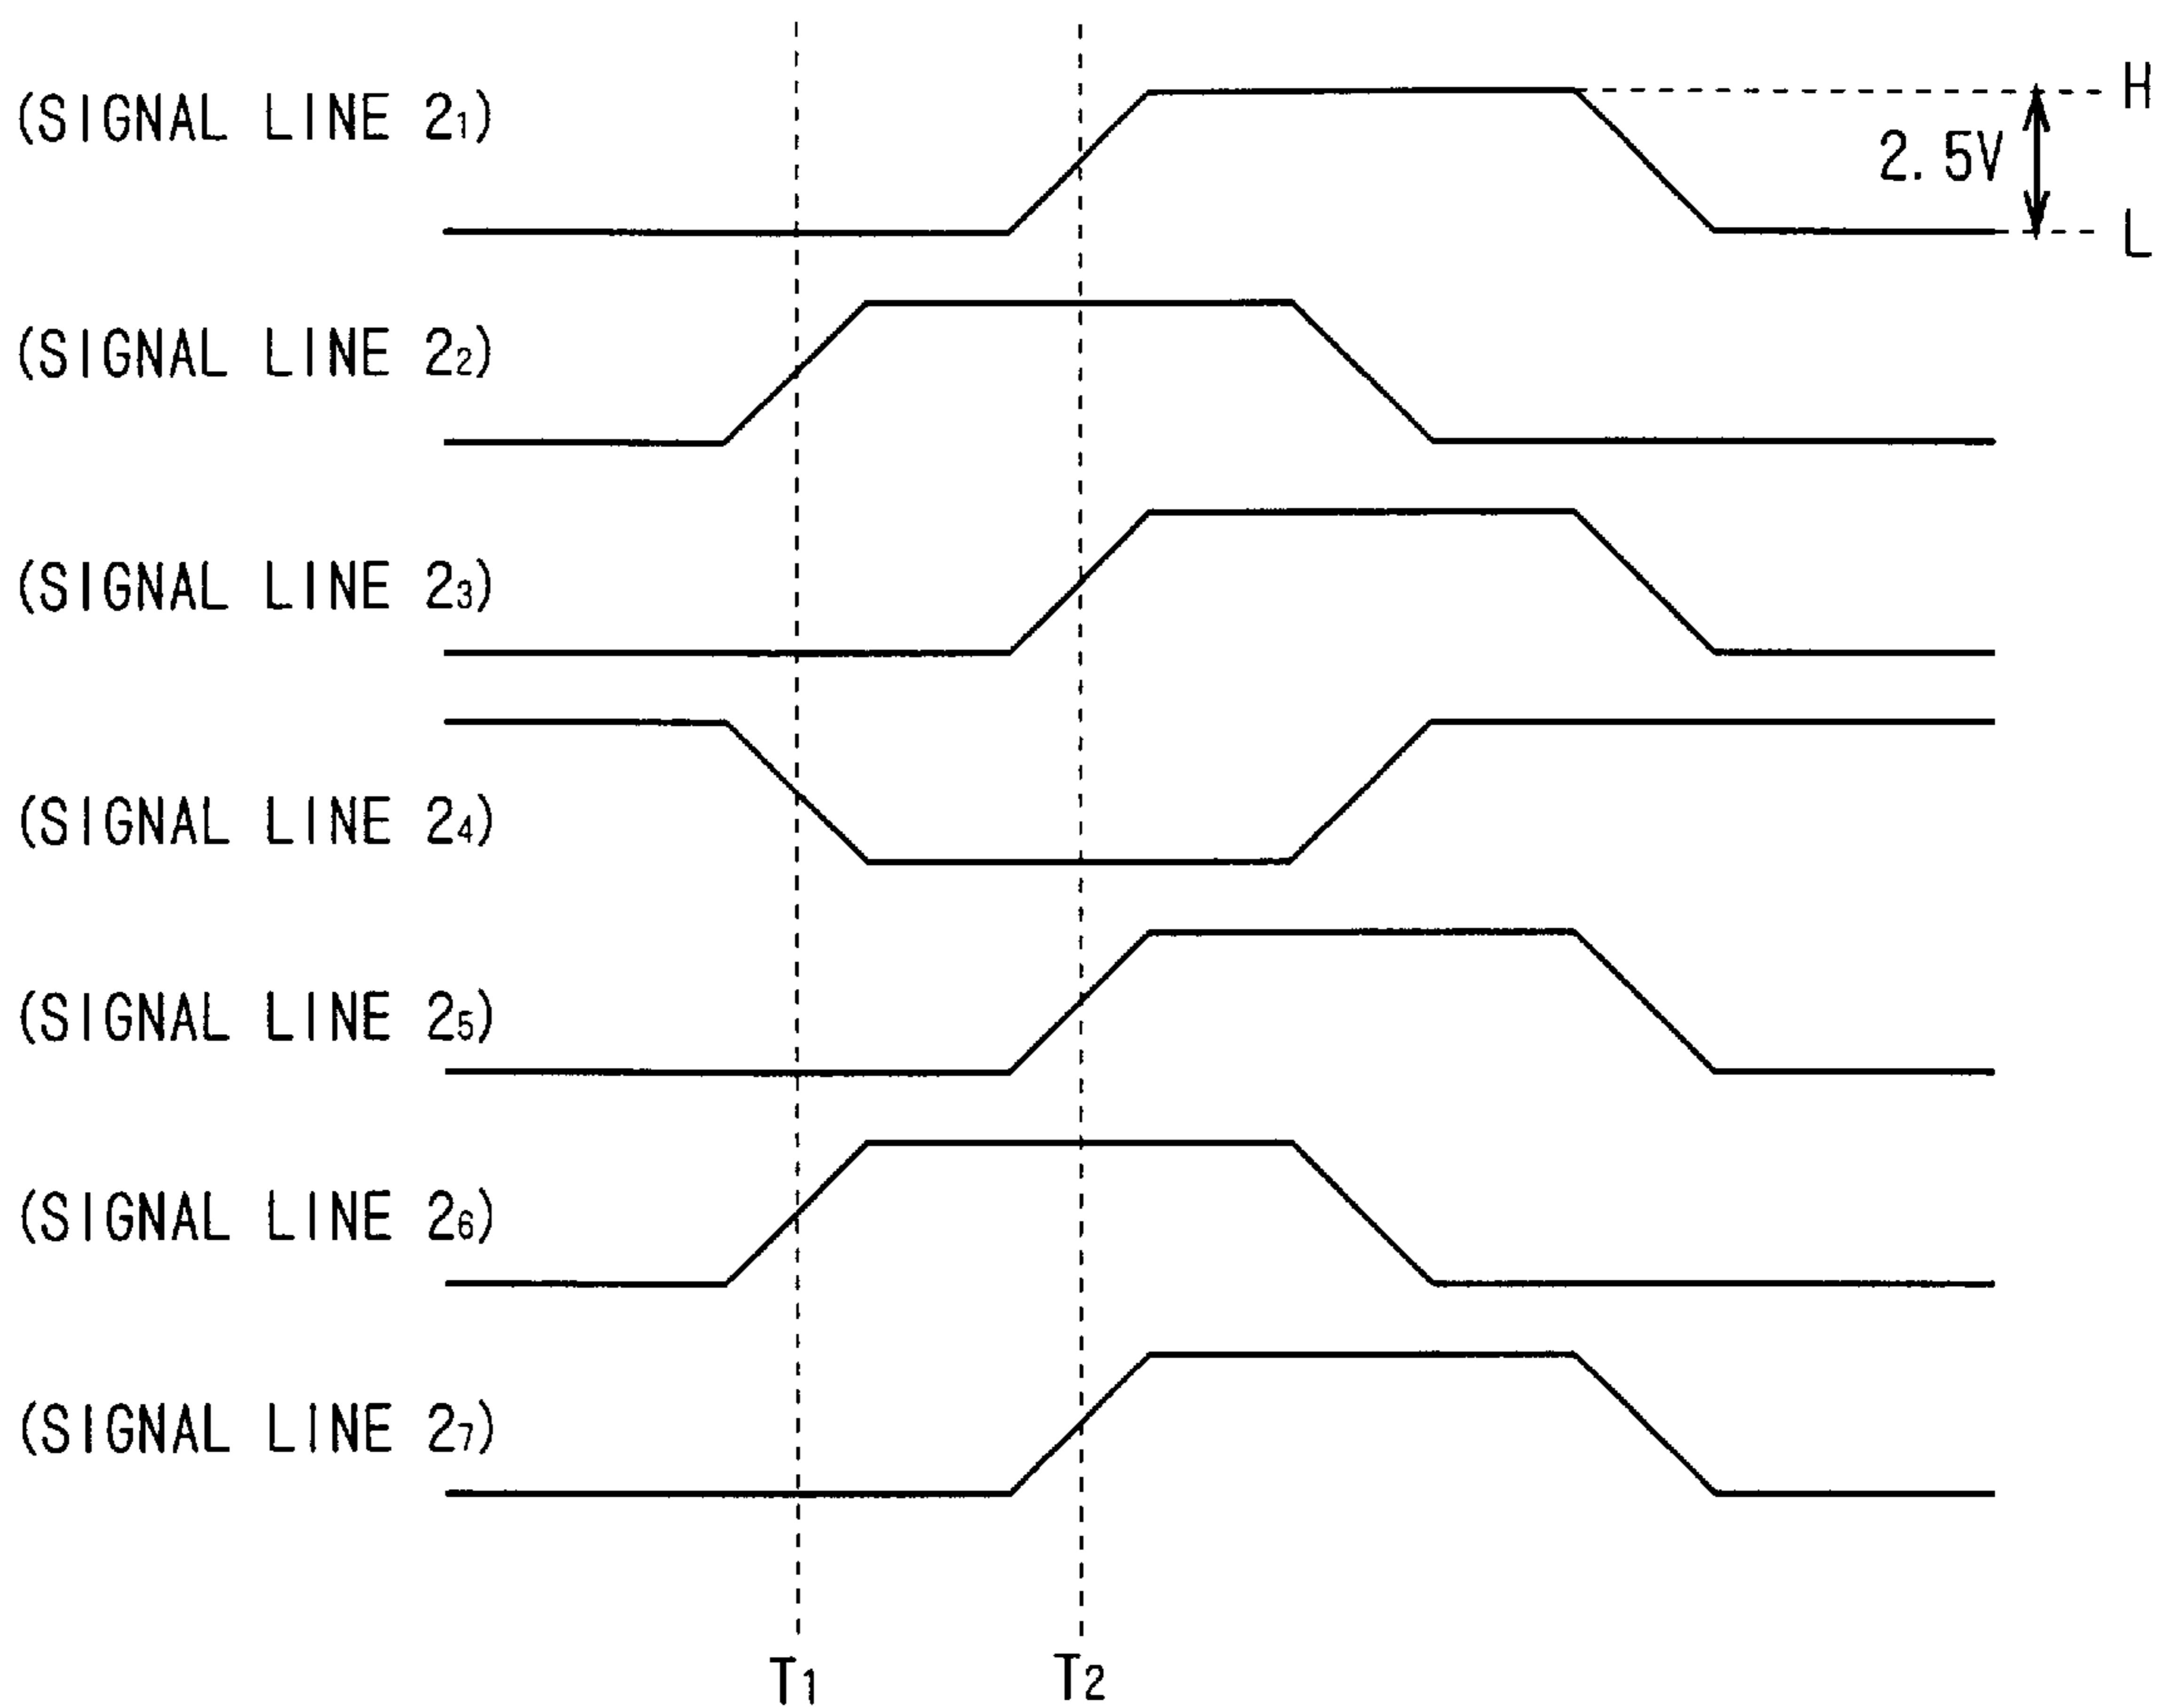 (SIGNAL LINE 2₁)
H
2.5V
L
(SIGNAL LINE 2₂)
(SIGNAL LINE 2₃)
(SIGNAL LINE 2₄)
(SIGNAL LINE 2₅)
(SIGNAL LINE 2₆)
(SIGNAL LINE 2₇)
T₁ T₂